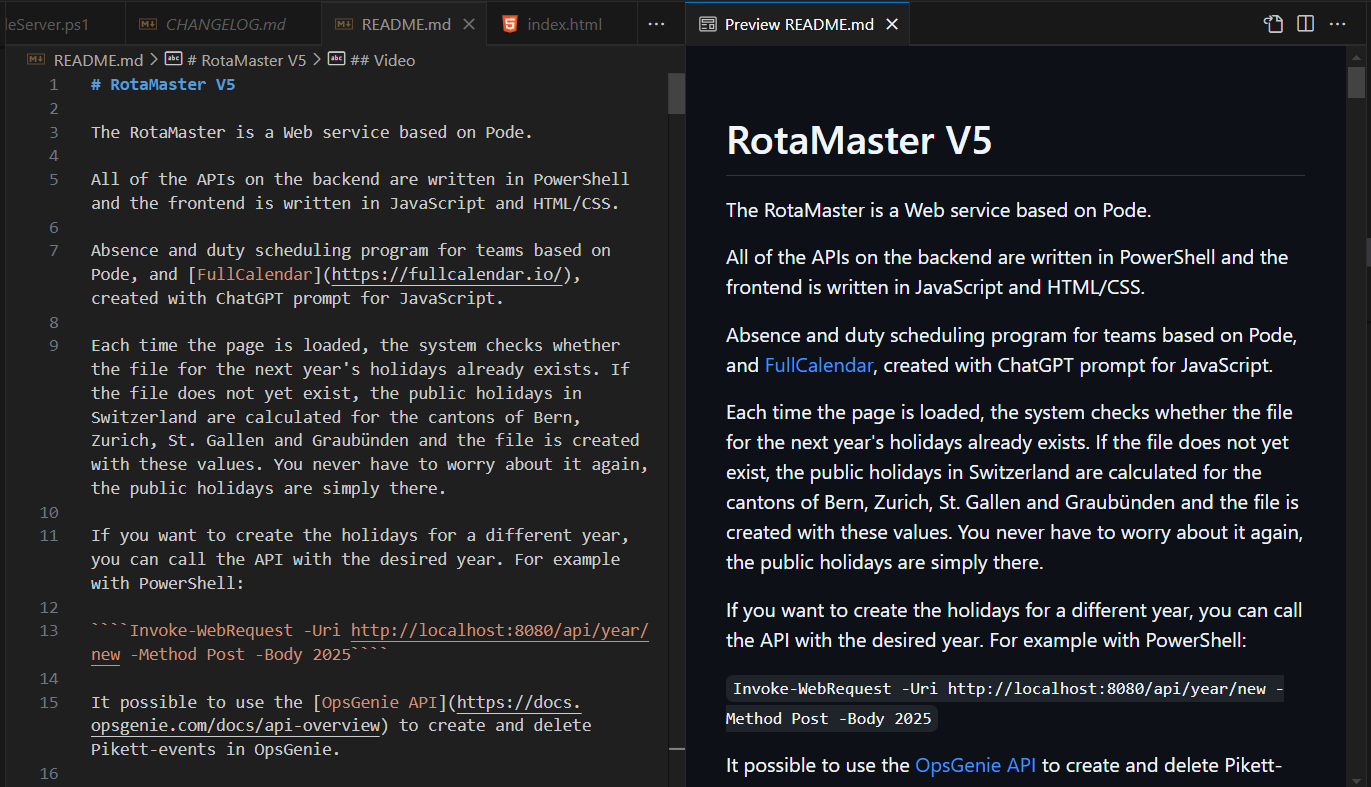 leServer.ps1
CHANGELOG.md
README.md
index.html
Preview README.md
README.md > # RotaMaster V5 > ## Video
1 # RotaMaster V5
2
3 The RotaMaster is a Web service based on Pode.
4
5 All of the APIs on the backend are written in PowerShell
and the frontend is written in JavaScript and HTML/CSS.
6
7 Absence and duty scheduling program for teams based on
Pode, and [FullCalendar](https://fullcalendar.io/),
created with ChatGPT prompt for JavaScript.
8
9 Each time the page is loaded, the system checks whether
the file for the next year's holidays already exists. If
the file does not yet exist, the public holidays in
Switzerland are calculated for the cantons of Bern,
Zurich, St. Gallen and Graubünden and the file is created
with these values. You never have to worry about it again,
the public holidays are simply there.
10
11 If you want to create the holidays for a different year,
you can call the API with the desired year. For example
with PowerShell:
12
13 ````Invoke-WebRequest -Uri http://localhost:8080/api/year/
new -Method Post -Body 2025````
14
15 It possible to use the [OpsGenie API](https://docs.
opsgenie.com/docs/api-overview) to create and delete
Pikett-events in OpsGenie.
16
RotaMaster V5
The RotaMaster is a Web service based on Pode.
All of the APIs on the backend are written in PowerShell and the
frontend is written in JavaScript and HTML/CSS.
Absence and duty scheduling program for teams based on Pode,
and FullCalendar, created with ChatGPT prompt for JavaScript.
Each time the page is loaded, the system checks whether the file
for the next year's holidays already exists. If the file does not yet
exist, the public holidays in Switzerland are calculated for the
cantons of Bern, Zurich, St. Gallen and Graubünden and the file is
created with these values. You never have to worry about it again,
the public holidays are simply there.
If you want to create the holidays for a different year, you can call
the API with the desired year. For example with PowerShell:
Invoke-WebRequest -Uri http://localhost:8080/api/year/new -
Method Post -Body 2025
It possible to use the OpsGenie API to create and delete Pikett-